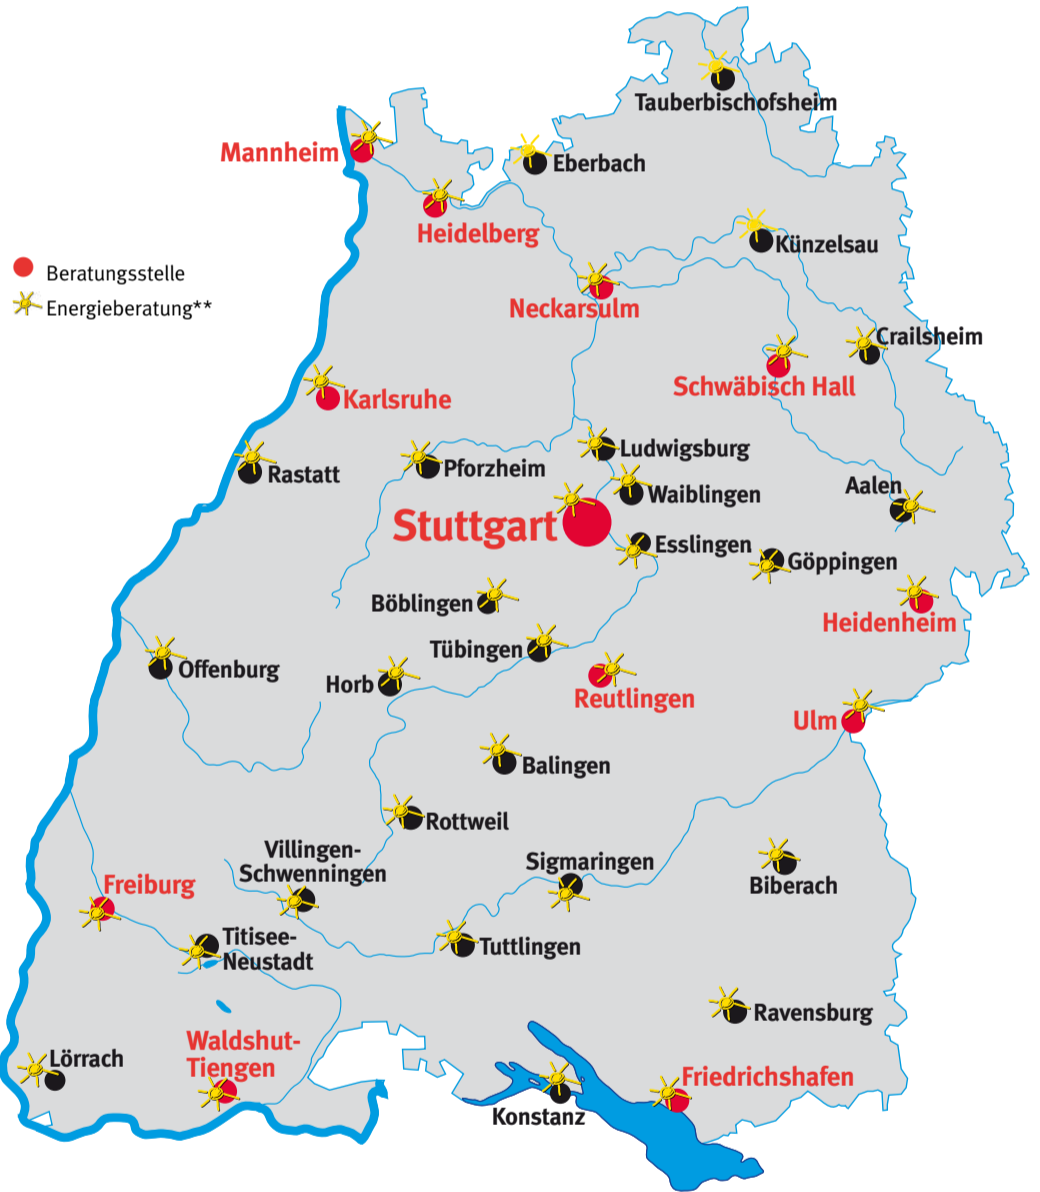 Tauberbischofsheim
Mannheim
Eberbach
Heidelberg
Künzelsau
Beratungsstelle
Energieberatung**
Neckarsulm
Crailsheim
Schwäbisch Hall
Karlsruhe
Ludwigsburg
Pforzheim
Rastatt
Waiblingen
Aalen
Stuttgart
Esslingen
Göppingen
Böblingen
Heidenheim
Tübingen
Offenburg
Horb
Reutlingen
Ulm
Balingen
Rottweil
Villingen-
Schwenningen
Sigmaringen
Biberach
Freiburg
Titisee-
Neustadt
Tuttlingen
Ravensburg
Waldshut-
Tiengen
Lörrach
Friedrichshafen
Konstanz